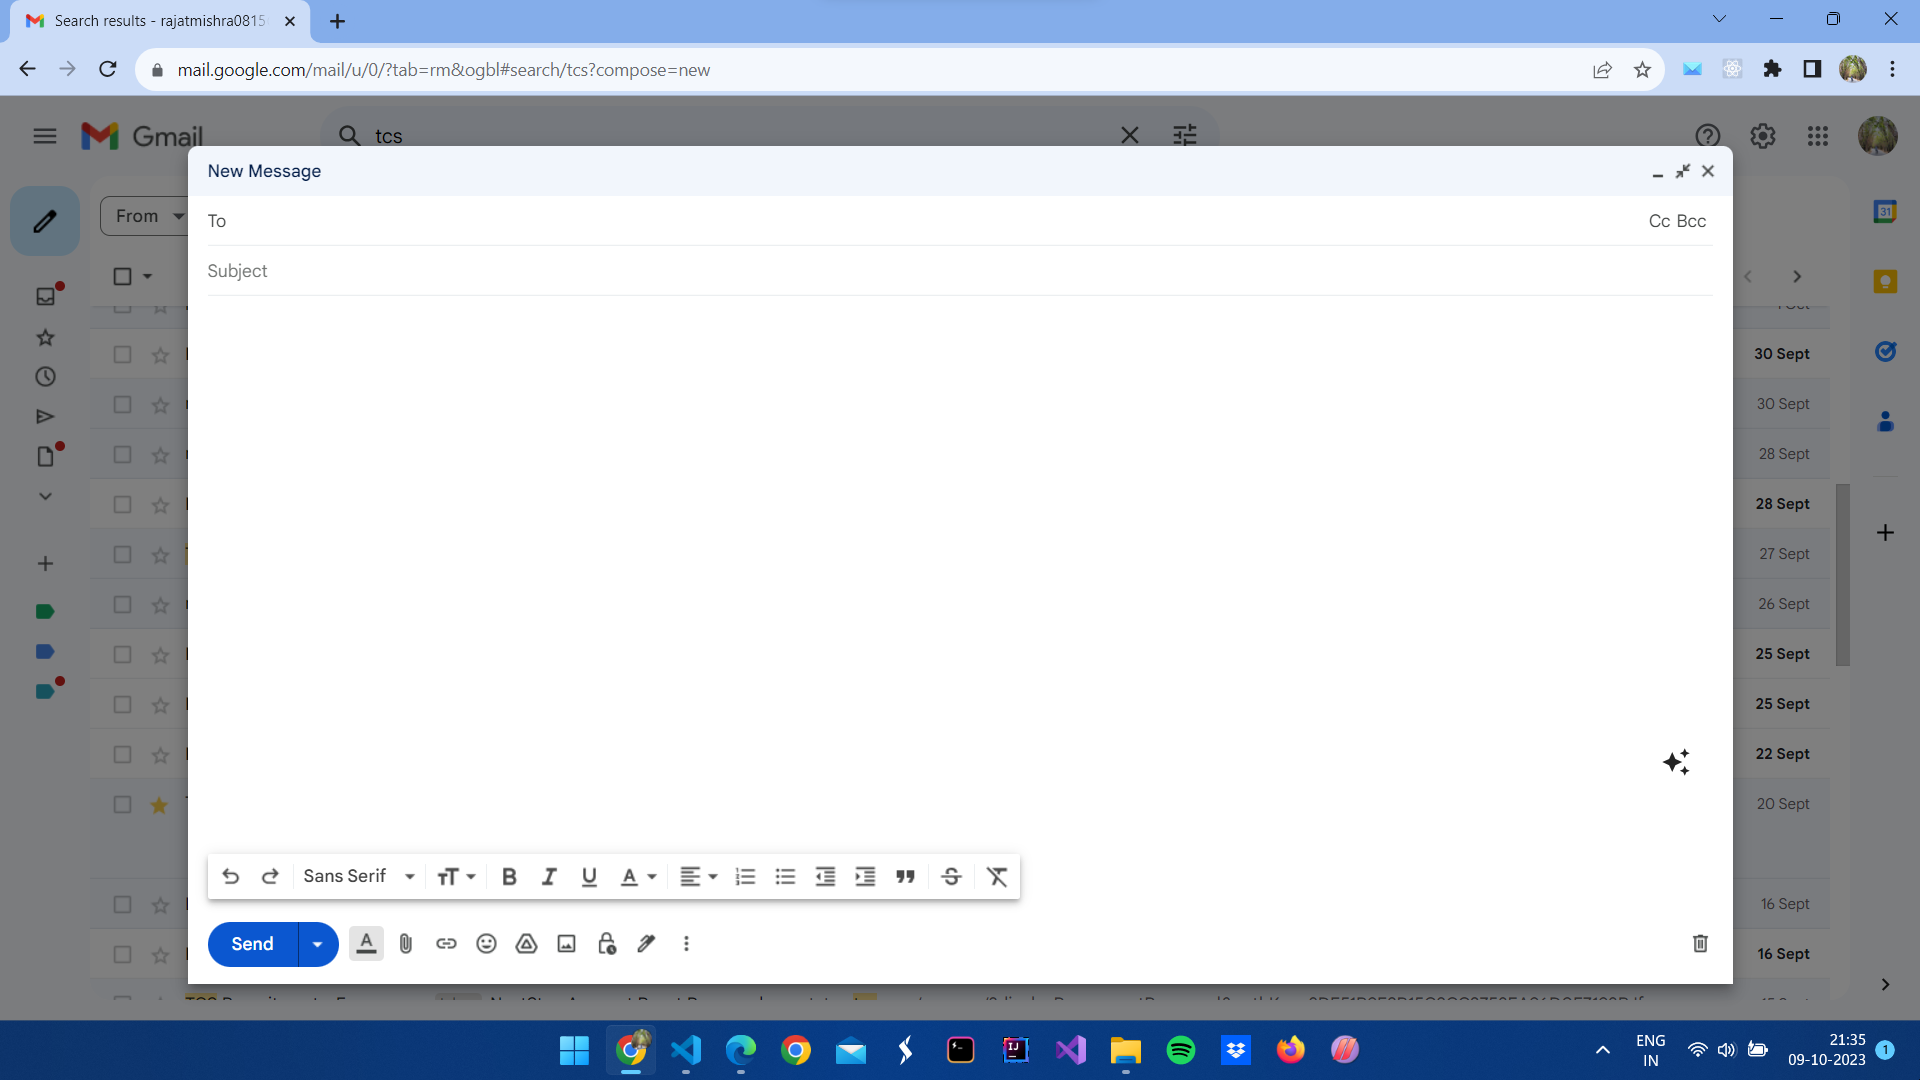 Search results - rajatmishra0815
mail.google.com/mail/u/0/?tab=rm&ogbl#search/tcs?compose=new
Gmail
tcs
New Message
From
To
Cc Bcc
Subject
31
30 Sept
30 Sept
28 Sept
28 Sept
27 Sept
26 Sept
25 Sept
25 Sept
22 Sept
20 Sept
16 Sept
16 Sept
Sans Serif
Send
ENG
IN
21:35
09-10-2023
1